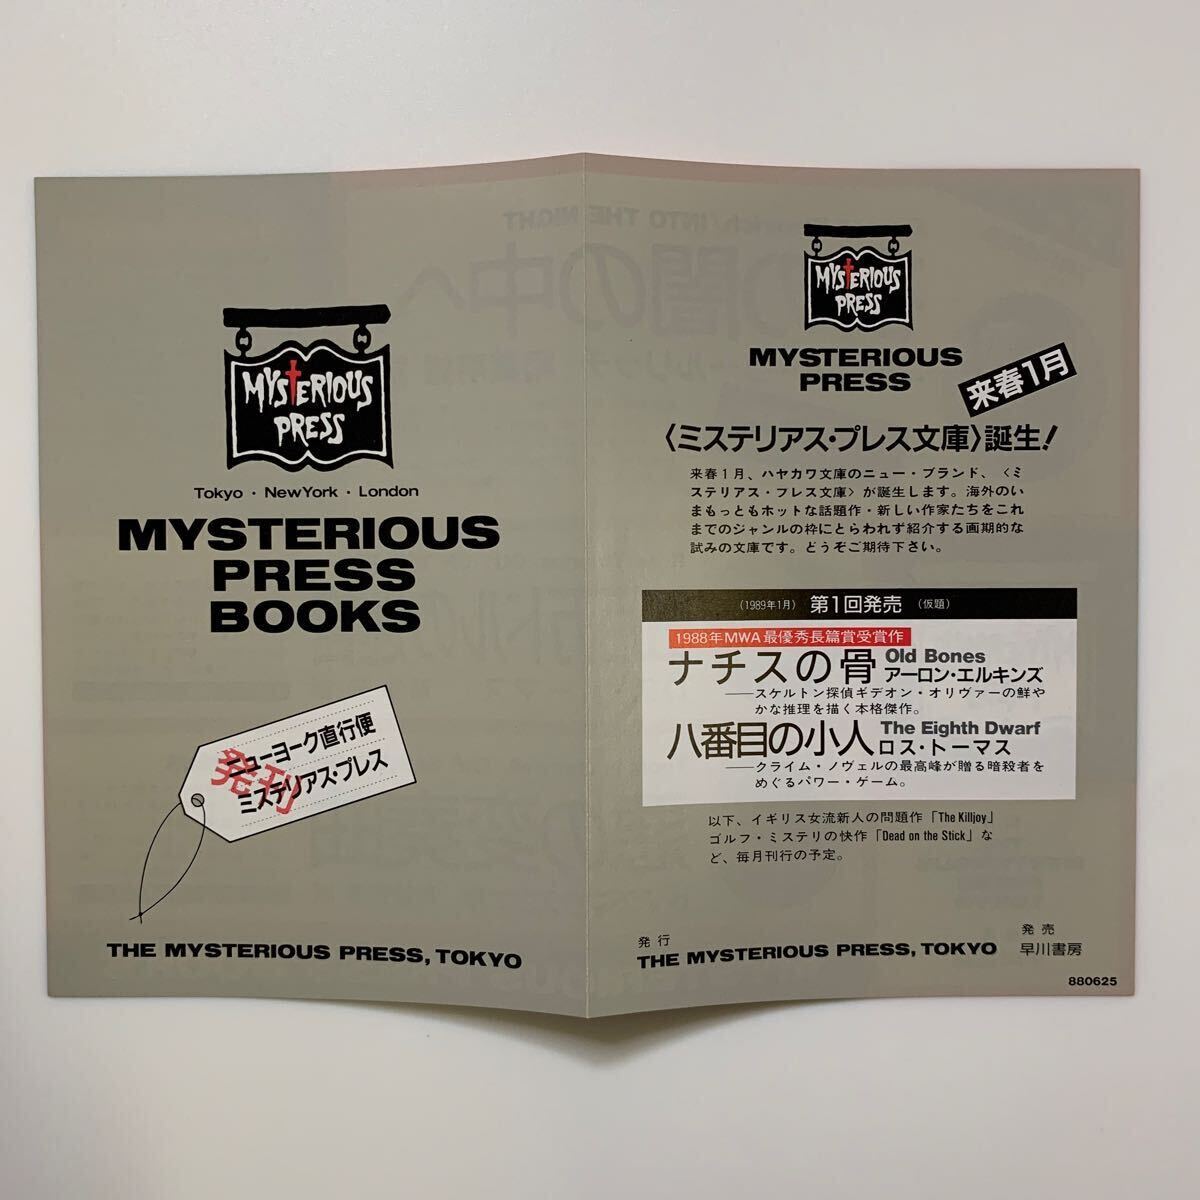 MYSTERIOUS
PRESS
Tokyo・NewYork・London
MYSTERIOUS
PRESS
BOOKS
発刊
ニューヨーク直行便
ミステリアス・プレス
THE MYSTERIOUS PRESS, TOKYO
MYSTERIOUS
PRESS
MYSTERIOUS
PRESS
来春1月
〈ミステリアス・プレス文庫〉誕生!
来春1月、ハヤカワ文庫のニュー・ブランド、〈ミ
ステリアス・プレス文庫〉が誕生します。海外のい
まもっともホットな話題作・新しい作家たちをこれ
までのジャンルの枠にとらわれず紹介する画期的な
試みの文庫です。どうぞご期待下さい。
(1989年1月) 第1回発売 (仮題)
1988年MWA最優秀長篇賞受賞作
ナチスの骨 Old Bones
アーロン・エルキンズ
――スケルトン探偵ギデオン・オリヴァーの鮮や
かな推理を描く本格傑作。
八番目の小人 The Eighth Dwarf
ロス・トーマス
――クライム・ノヴェルの最高峰が贈る暗殺者を
めぐるパワー・ゲーム。
以下、イギリス女流新人の問題作「The Killjoy」
ゴルフ・ミステリの快作「Dead on the Stick」な
ど、毎月刊行の予定。
発行
THE MYSTERIOUS PRESS, TOKYO
発売
早川書房
880625